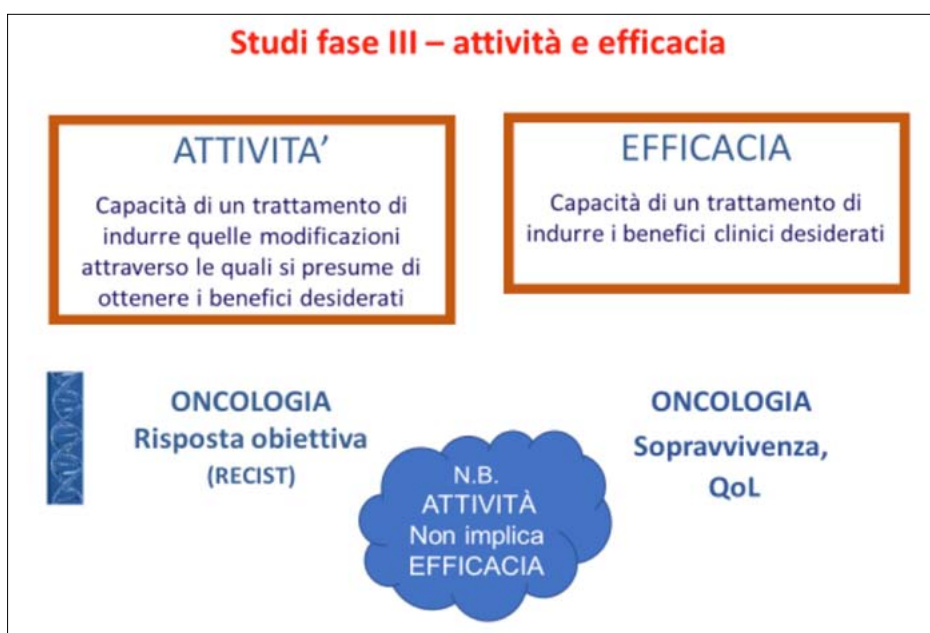 Studi fase III – attività e efficacia
ATTIVITA’
Capacità di un trattamento di
indurre quelle modificazioni
attraverso le quali si presume di
ottenere i benefici desiderati
EFFICACIA
Capacità di un trattamento di
indurre i benefici clinici desiderati
ONCOLOGIA
Risposta obiettiva
(RECIST)
N.B.
ATTIVITÀ
Non implica
EFFICACIA
ONCOLOGIA
Sopravvivenza,
QoL